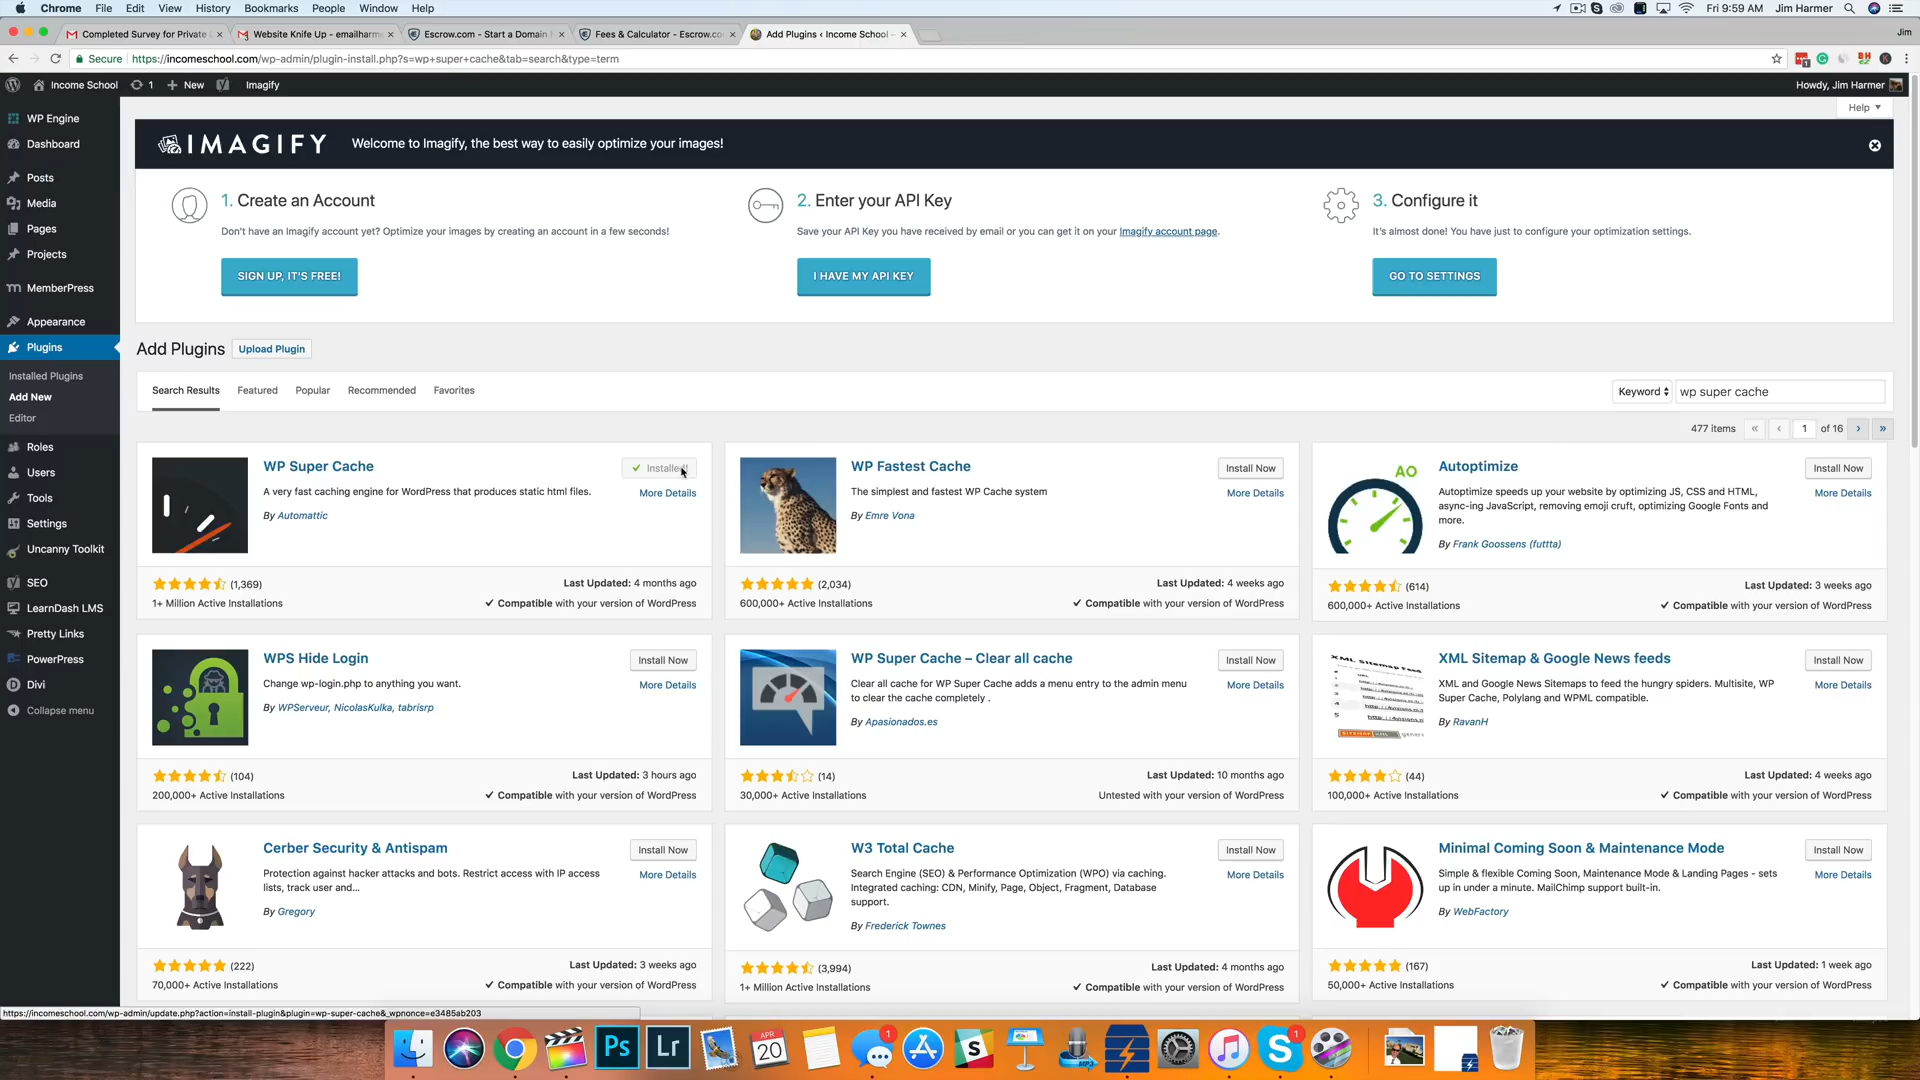 Chrome File Edit View History Bookmarks People Window Help Fri 9:59 AM Jim Harmer
Completed Survey for Private
Website Knife Up - emailharm
Escrow.com - Start a Domain
Fees & Calculator - Escrow.co
Add Plugins ‹ Income School –
Jim
Secure https://incomeschool.com/wp-admin/plugin-install.php?s=wp+super+cache&tab=search&type=term
Income School 1 + New Imagify Howdy, Jim Harmer
Help
WP Engine
Dashboard
Posts
Media
Pages
Projects
MemberPress
Appearance
Plugins
Installed Plugins
Add New
Editor
Roles
Users
Tools
Settings
Uncanny Toolkit
SEO
LearnDash LMS
Pretty Links
PowerPress
Divi
Collapse menu
IMAGIFY Welcome to Imagify, the best way to easily optimize your images!
1. Create an Account
Don't have an Imagify account yet? Optimize your images by creating an account in a few seconds!
SIGN UP, IT'S FREE!
2. Enter your API Key
Save your API Key you have received by email or you can get it on your Imagify account page.
I HAVE MY API KEY
3. Configure it
It's almost done! You have just to configure your optimization settings.
GO TO SETTINGS
Add Plugins Upload Plugin
Search Results Featured Popular Recommended Favorites Keyword wp super cache
477 items « ‹ 1 of 16 › »
WP Super Cache Installed!
A very fast caching engine for WordPress that produces static html files. More Details
By Automattic
(1,369) Last Updated: 4 months ago
1+ Million Active Installations ✓ Compatible with your version of WordPress
WP Fastest Cache Install Now
The simplest and fastest WP Cache system More Details
By Emre Vona
(2,034) Last Updated: 4 weeks ago
600,000+ Active Installations ✓ Compatible with your version of WordPress
AO
Autoptimize Install Now
Autoptimize speeds up your website by optimizing JS, CSS and HTML, More Details
async-ing JavaScript, removing emoji cruft, optimizing Google Fonts and
more.
By Frank Goossens (futtta)
(614) Last Updated: 3 weeks ago
600,000+ Active Installations ✓ Compatible with your version of WordPress
WPS Hide Login Install Now
Change wp-login.php to anything you want. More Details
By WPServeur, NicolasKulka, tabrisrp
(104) Last Updated: 3 hours ago
200,000+ Active Installations ✓ Compatible with your version of WordPress
WP Super Cache – Clear all cache Install Now
Clear all cache for WP Super Cache adds a menu entry to the admin menu More Details
to clear the cache completely .
By Apasionados.es
(14) Last Updated: 10 months ago
30,000+ Active Installations Untested with your version of WordPress
XML Sitemap Feed
XML Sitemap & Google News feeds Install Now
XML and Google News Sitemaps to feed the hungry spiders. Multisite, WP More Details
Super Cache, Polylang and WPML compatible.
By RavanH
(44) Last Updated: 4 weeks ago
100,000+ Active Installations ✓ Compatible with your version of WordPress
Cerber Security & Antispam Install Now
Protection against hacker attacks and bots. Restrict access with IP access More Details
lists, track user and...
By Gregory
(222) Last Updated: 3 weeks ago
70,000+ Active Installations ✓ Compatible with your version of WordPress
W3 Total Cache Install Now
Search Engine (SEO) & Performance Optimization (WPO) via caching. More Details
Integrated caching: CDN, Minify, Page, Object, Fragment, Database
support.
By Frederick Townes
(3,994) Last Updated: 4 months ago
1+ Million Active Installations ✓ Compatible with your version of WordPress
Minimal Coming Soon & Maintenance Mode Install Now
Simple & flexible Coming Soon, Maintenance Mode & Landing Pages - sets More Details
up in under a minute. MailChimp support built-in.
By WebFactory
(167) Last Updated: 1 week ago
50,000+ Active Installations ✓ Compatible with your version of WordPress
https://incomeschool.com/wp-admin/update.php?action=install-plugin&plugin=wp-super-cache&_wpnonce=e3485ab203
Ps Lr APR 20 1 S MP3 S 1